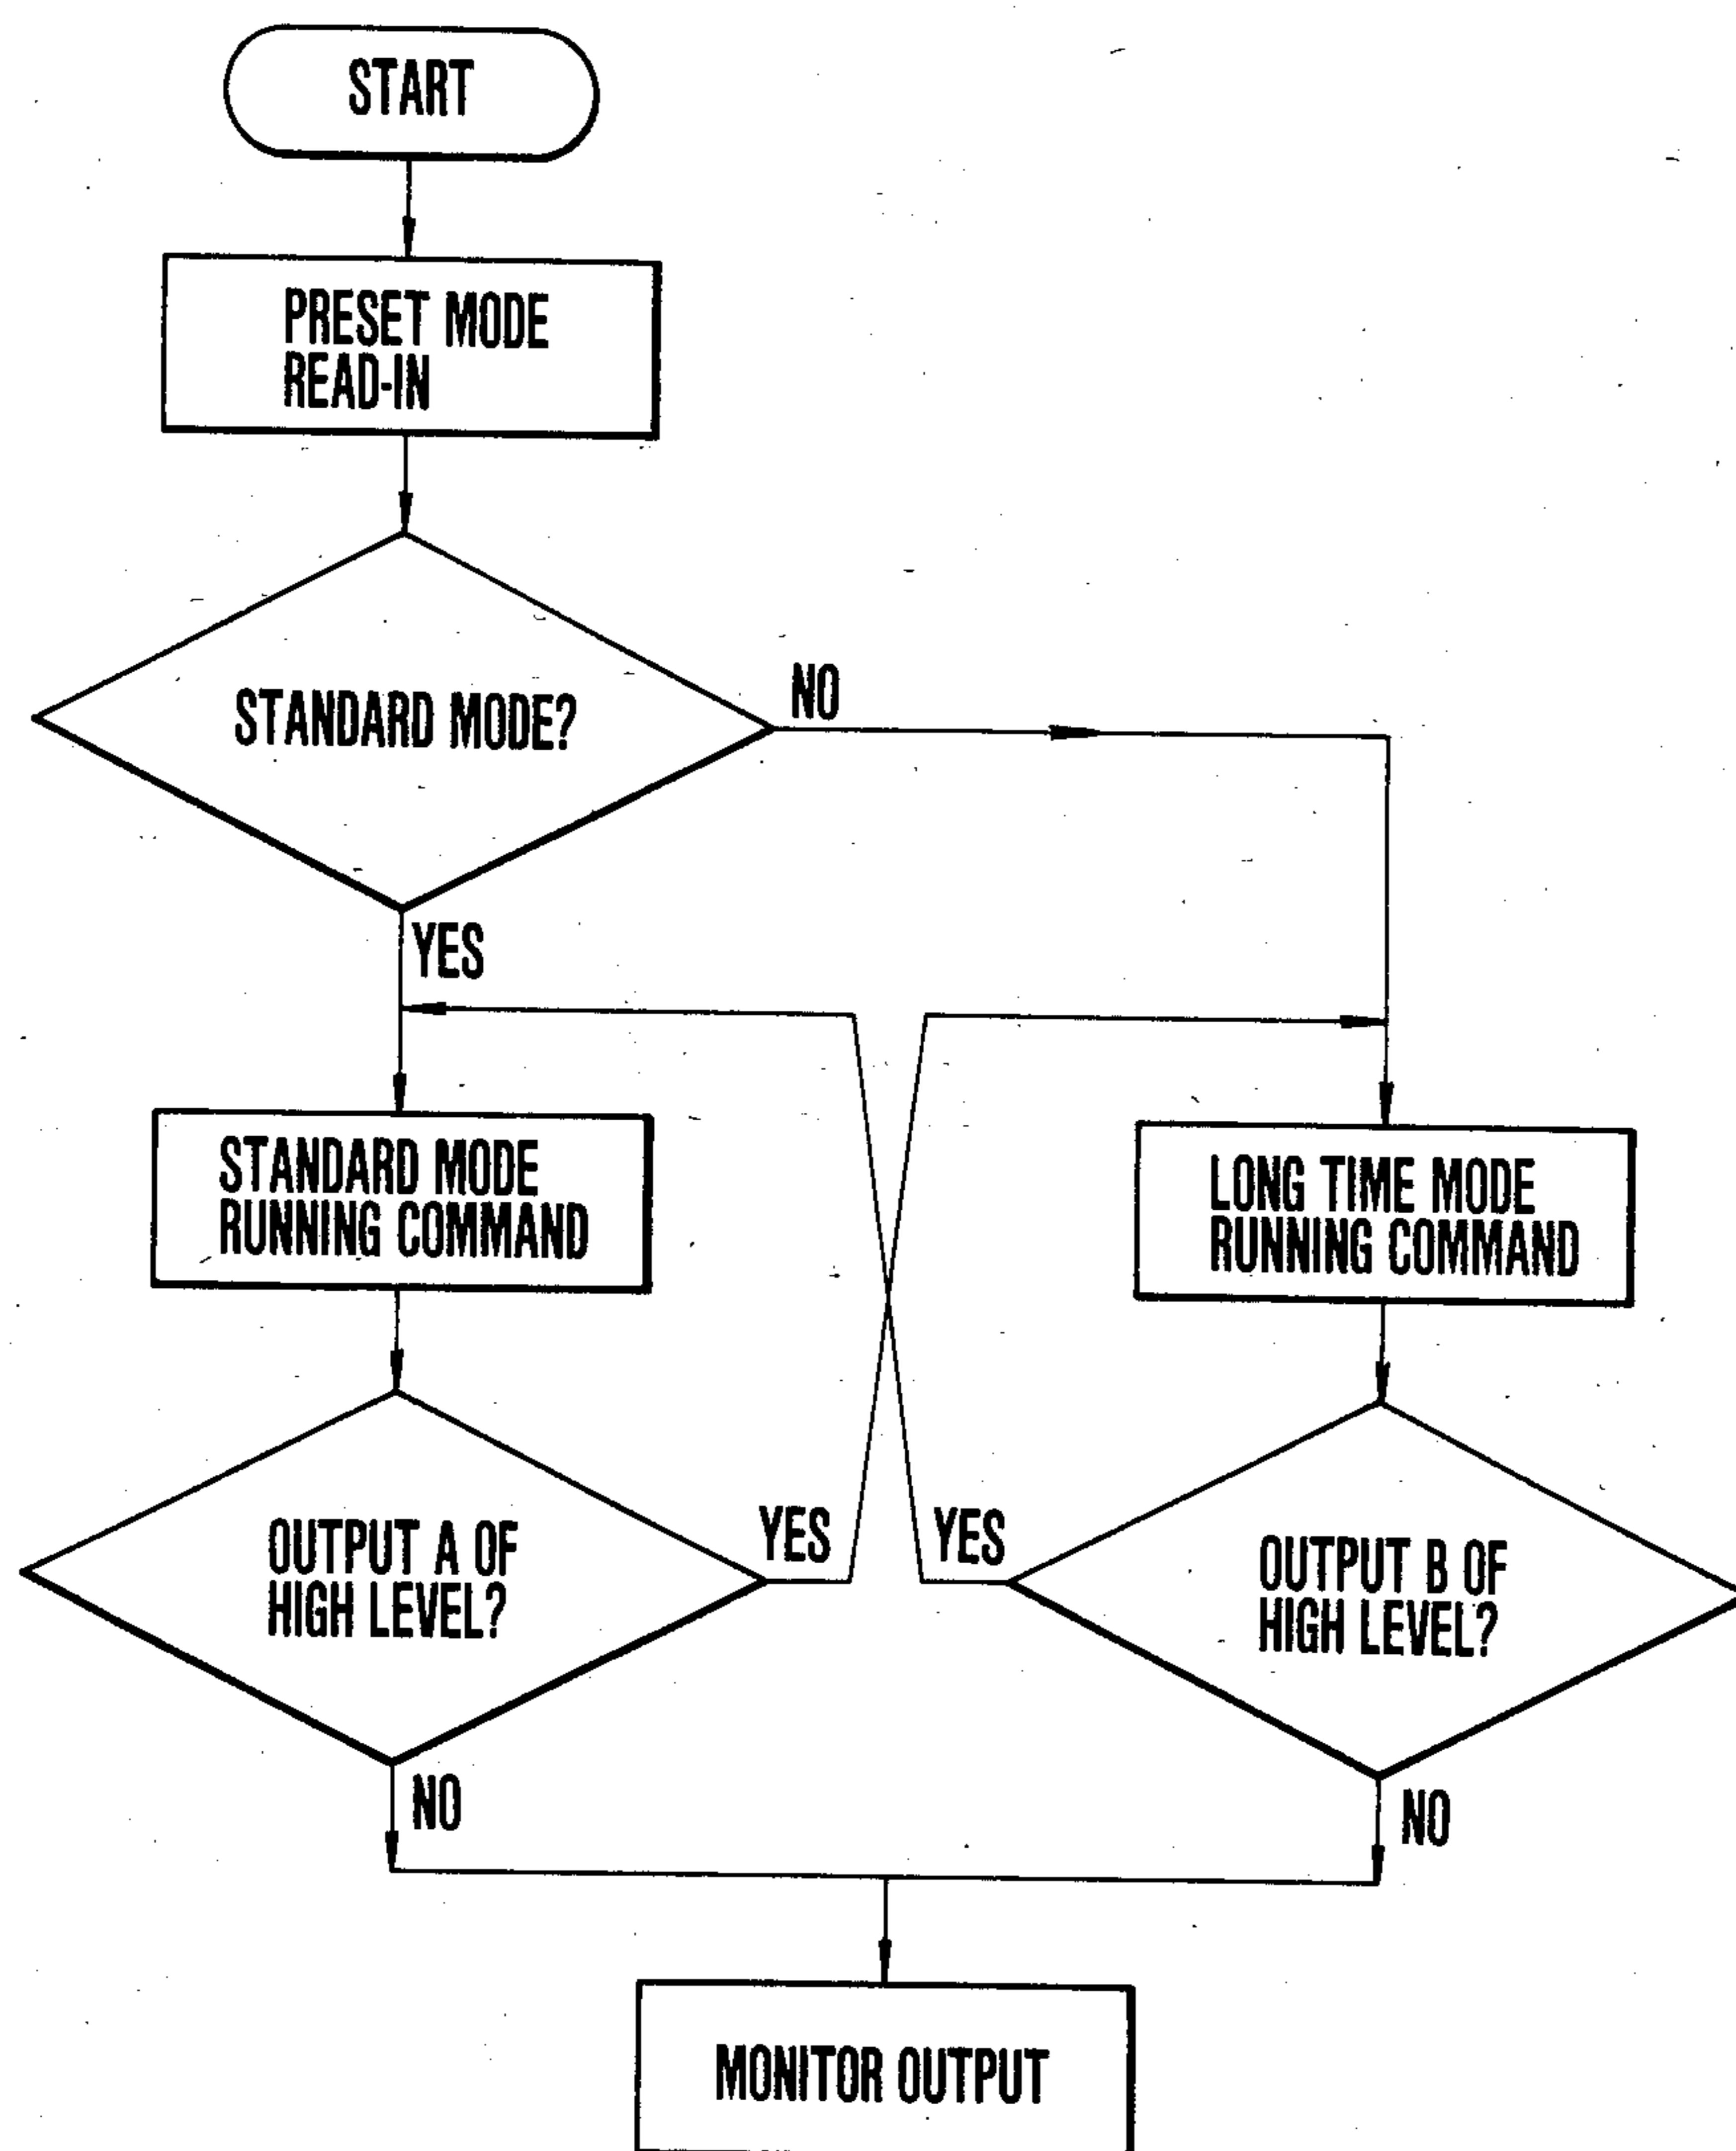 START
PRESET MODE
READ-IN
STANDARD MODE?
NO
YES
STANDARD MODE
RUNNING COMMAND
LONG TIME MODE
RUNNING COMMAND
OUTPUT A OF
HIGH LEVEL?
YES
YES
OUTPUT B OF
HIGH LEVEL?
NO
NO
MONITOR OUTPUT